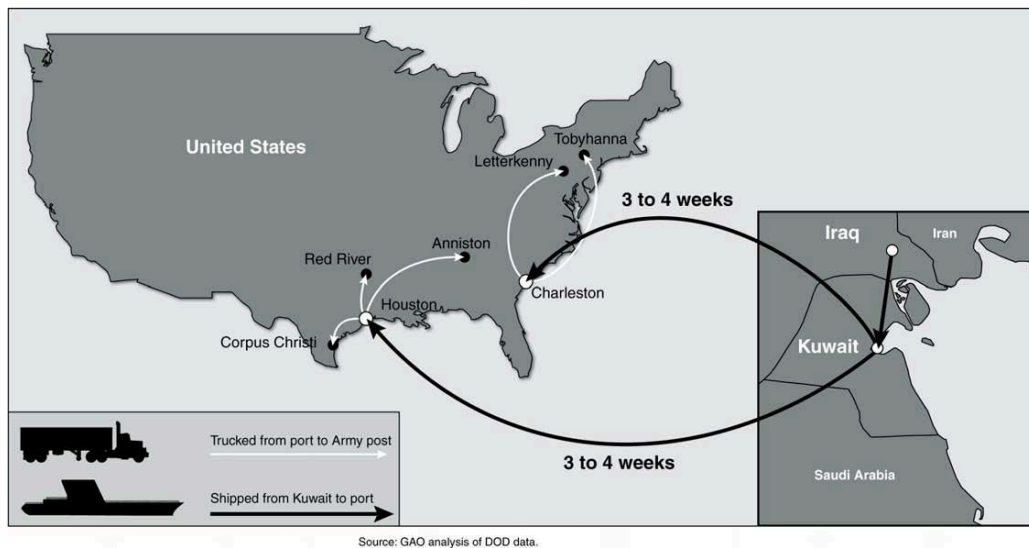 United States
Tobyhanna
Letterkenny
3 to 4 weeks
Iraq
Iran
Anniston
Red River
Houston
Charleston
Corpus Christi
Kuwait
Trucked from port to Army post
3 to 4 weeks
Saudi Arabia
Shipped from Kuwait to port
Source: GAO analysis of DOD data.